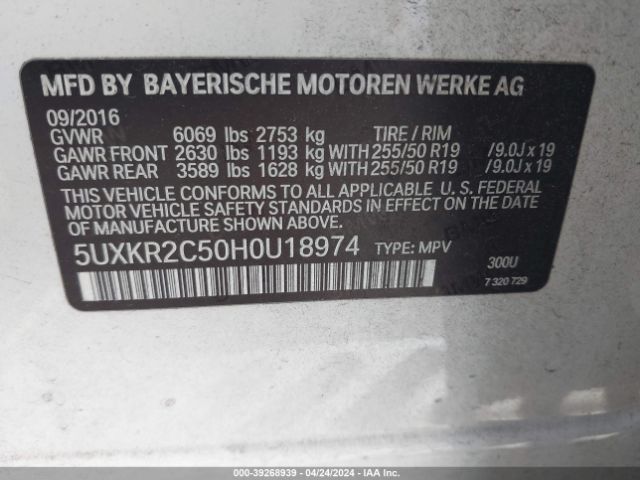 MFD BY BAYERISCHE MOTOREN WERKE AG
09/2016
GVWR 6069 lbs 2753 kg TIRE / RIM
GAWR FRONT 2630 lbs 1193 kg WITH 255/50 R19 /9.0J x 19
GAWR REAR 3589 lbs 1628 kg WITH 255/50 R19 /9.0J x 19
THIS VEHICLE CONFORMS TO ALL APPLICABLE U. S. FEDERAL
MOTOR VEHICLE SAFETY STANDARDS IN EFFECT ON THE DATE
OF MANUFACTURE SHOWN ABOVE.
5UXKR2C50H0U18974 TYPE: MPV
300U
7 320 729
000-39268939 / 04/24/2024 / IAA Inc.